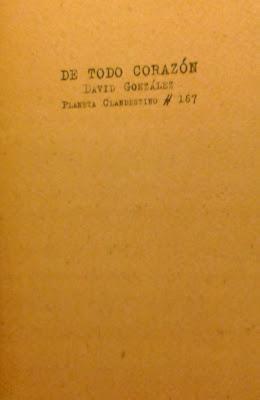 DE TODO CORAZÓN
DAVID GONZÁLEZ
PLANETA CLANDESTINO # 167